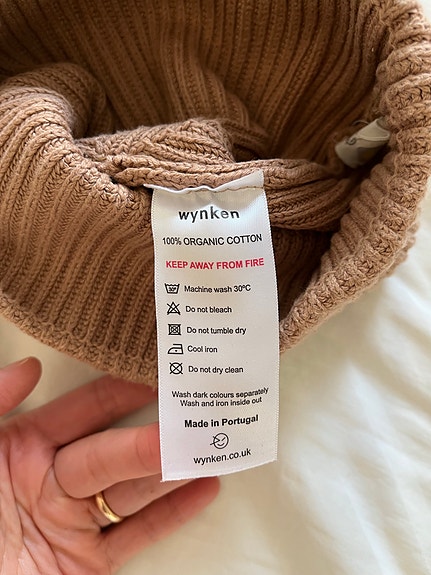 wynken
100% ORGANIC COTTON
KEEP AWAY FROM FIRE
30° Machine wash 30ºC
Do not bleach
Do not tumble dry
Cool iron
Do not dry clean
Wash dark colours separately
Wash and iron inside out
Made in Portugal
wynken.co.uk